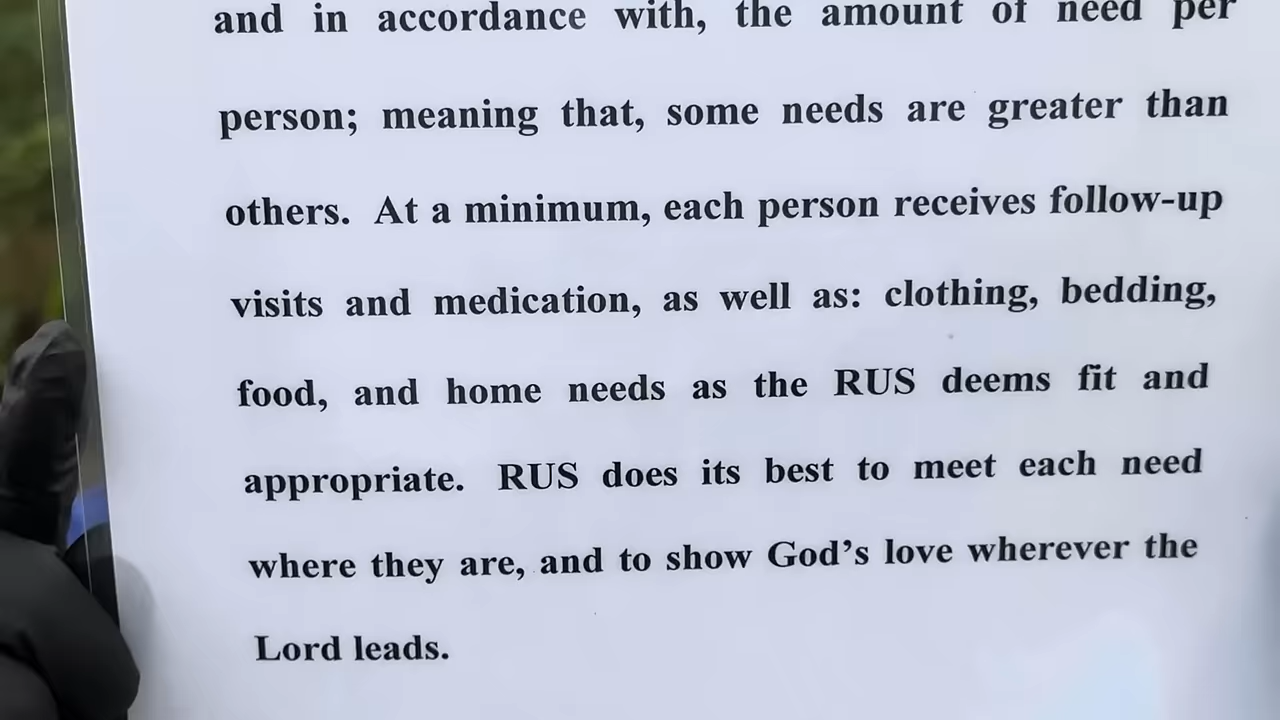 and in accordance with, the amount of need per
person; meaning that, some needs are greater than
others. At a minimum, each person receives follow-up
visits and medication, as well as: clothing, bedding,
food, and home needs as the RUS deems fit and
appropriate. RUS does its best to meet each need
where they are, and to show God’s love wherever the
Lord leads.